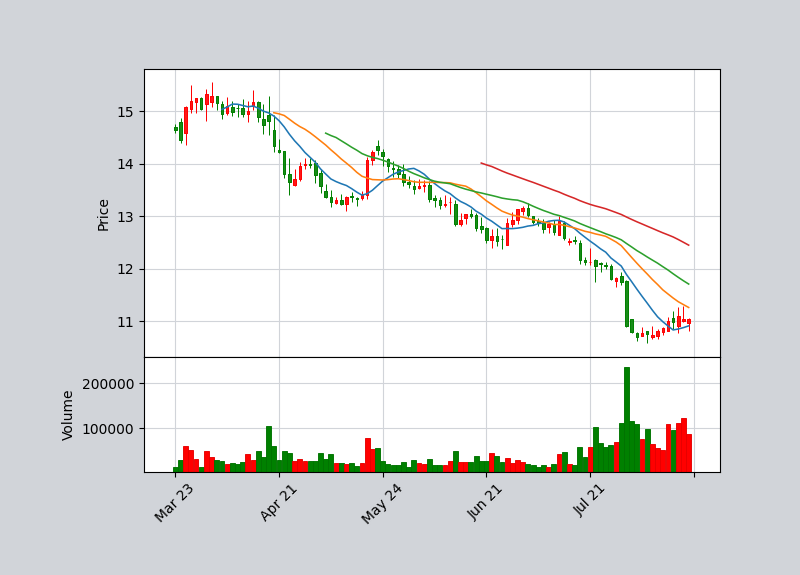 Price
15
14
13
12
11
Volume
200000
100000
Mar 23
Apr 21
May 24
Jun 21
Jul 21